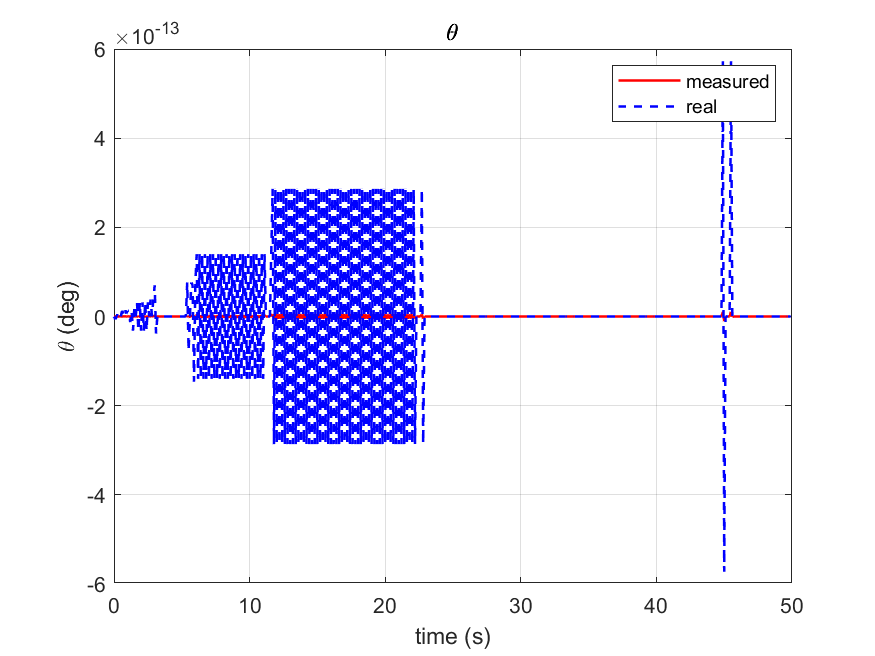 ×10⁻¹³
θ
6
4
2
0
-2
-4
-6
θ (deg)
measured
real
0 10 20 30 40 50
time (s)